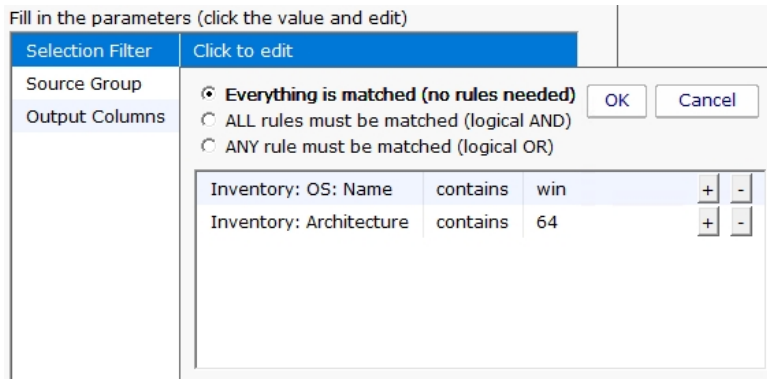 Fill in the parameters (click the value and edit)
Selection Filter Click to edit
Source Group
Output Columns
Everything is matched (no rules needed)
ALL rules must be matched (logical AND)
ANY rule must be matched (logical OR)
OK Cancel
Inventory: OS: Name contains win + -
Inventory: Architecture contains 64 + -